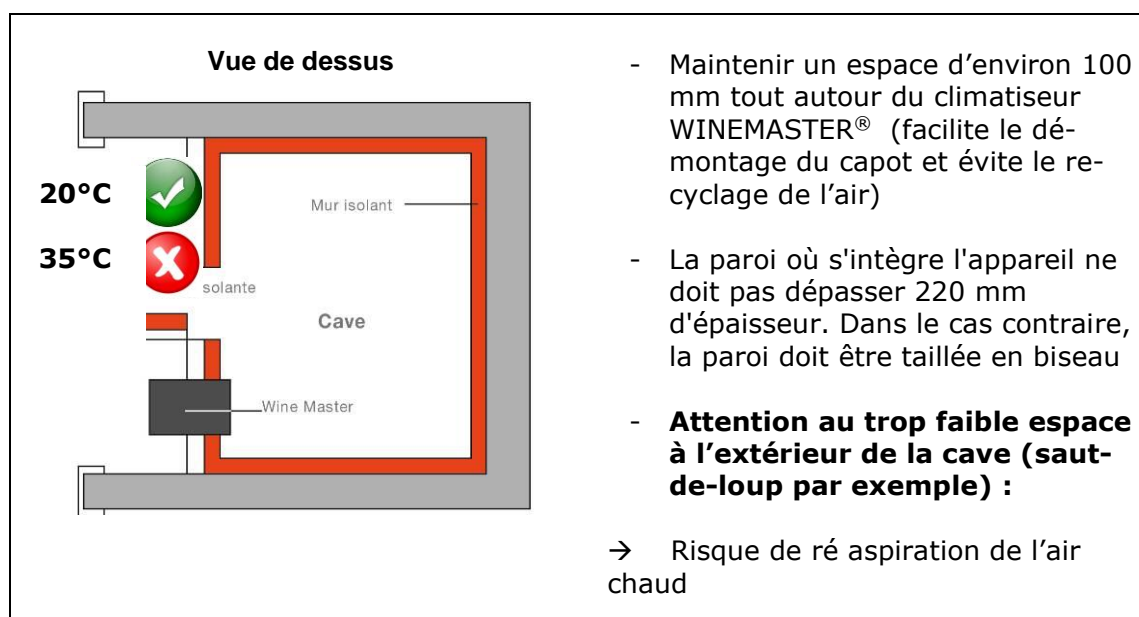 Vue de dessus
20°C
35°C
Mur isolant
solante
Cave
Wine Master
- Maintenir un espace d’environ 100
mm tout autour du climatiseur
WINEMASTER® (facilite le dé-
montage du capot et évite le re-
cyclage de l’air)
- La paroi où s'intègre l'appareil ne
doit pas dépasser 220 mm
d'épaisseur. Dans le cas contraire,
la paroi doit être taillée en biseau
- Attention au trop faible espace
à l’extérieur de la cave (saut-
de-loup par exemple) :
→ Risque de ré aspiration de l’air
chaud